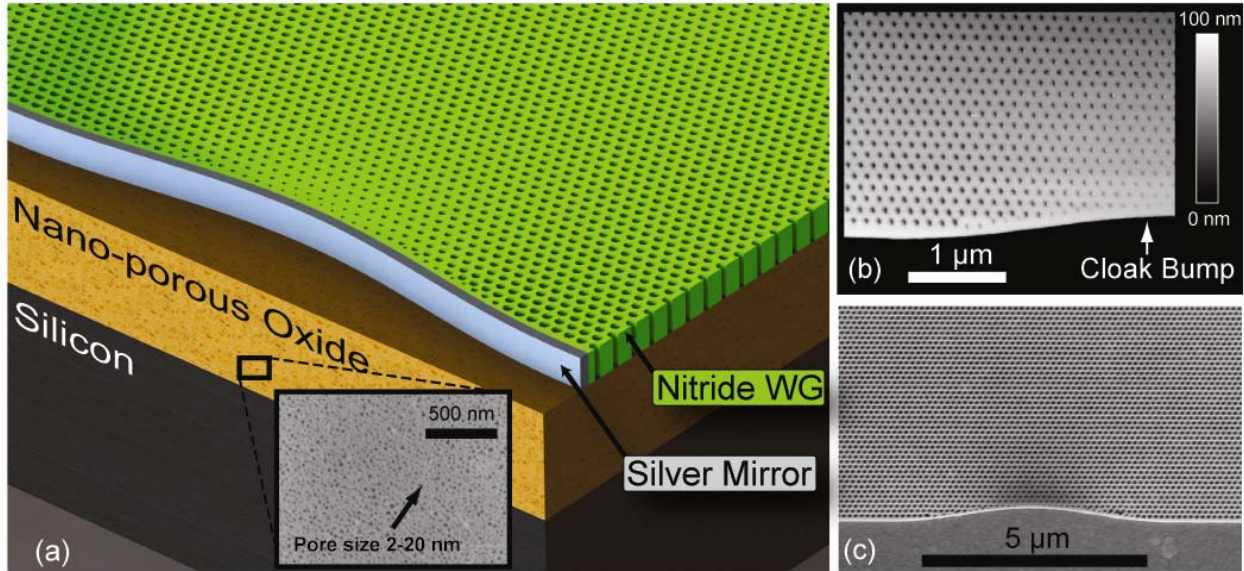 Nano-porous Oxide
Silicon
500 nm
Pore size 2-20 nm
Nitride WG
Silver Mirror
(a)
100 nm
0 nm
(b)
1 μm
Cloak Bump
5 μm
(c)